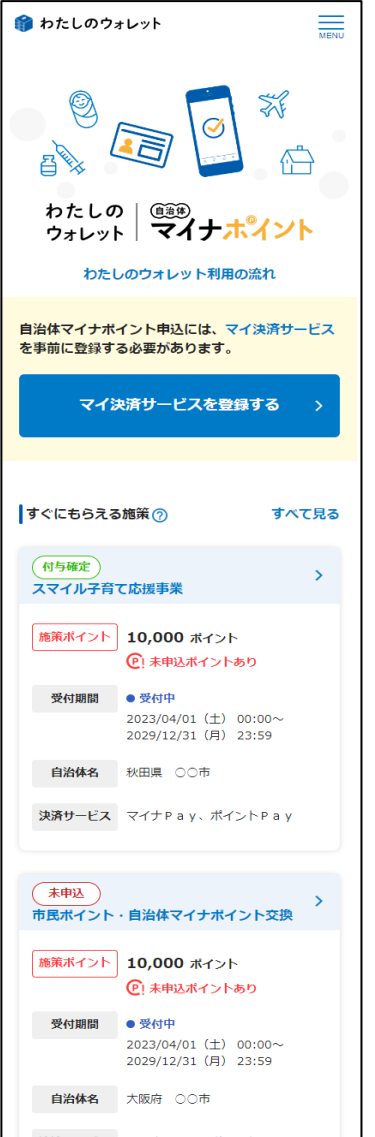 わたしのウォレット
MENU
わたしの
ウォレット
自治体
マイナポイント
わたしのウォレット利用の流れ
自治体マイナポイント申込には、マイ決済サービス
を事前に登録する必要があります。
マイ決済サービスを登録する
すぐにもらえる施策?
すべて見る
付与確定
スマイル子育て応援事業
施策ポイント 10,000 ポイント
P! 未申込ポイントあり
受付期間 ● 受付中
2023/04/01（土） 00:00～
2029/12/31（月） 23:59
自治体名 秋田県 ○○市
決済サービス マイナＰａｙ、ポイントＰａｙ
未申込
市民ポイント・自治体マイナポイント交換
施策ポイント 10,000 ポイント
P! 未申込ポイントあり
受付期間 ● 受付中
2023/04/01（土） 00:00～
2029/12/31（月） 23:59
自治体名 大阪府 ○○市